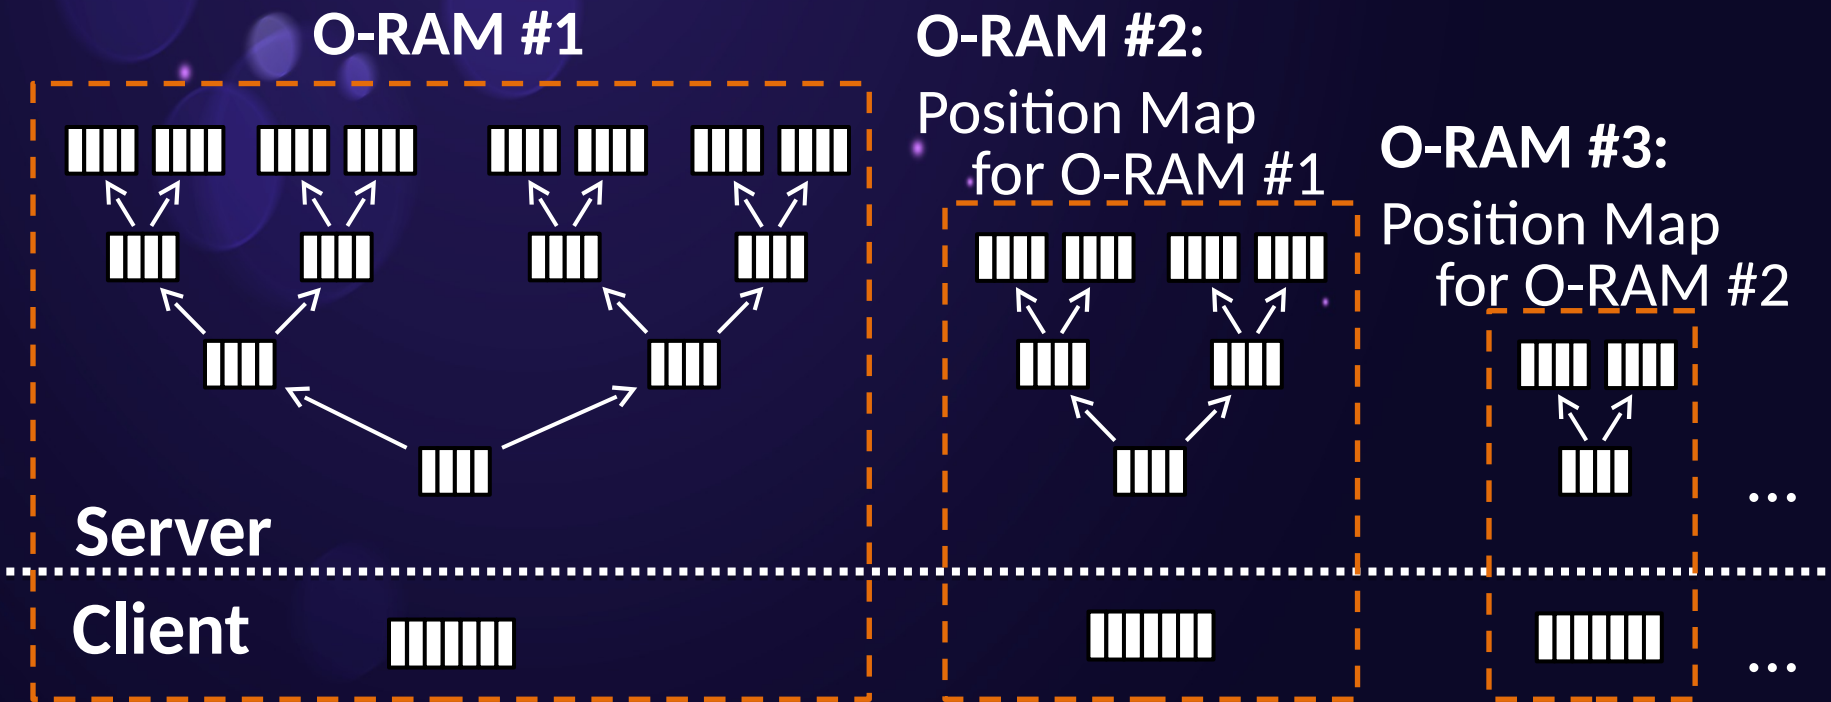 O-RAM #1
O-RAM #2:
Position Map
for O-RAM #1
O-RAM #3:
Position Map
for O-RAM #2
...
Server
Client
...